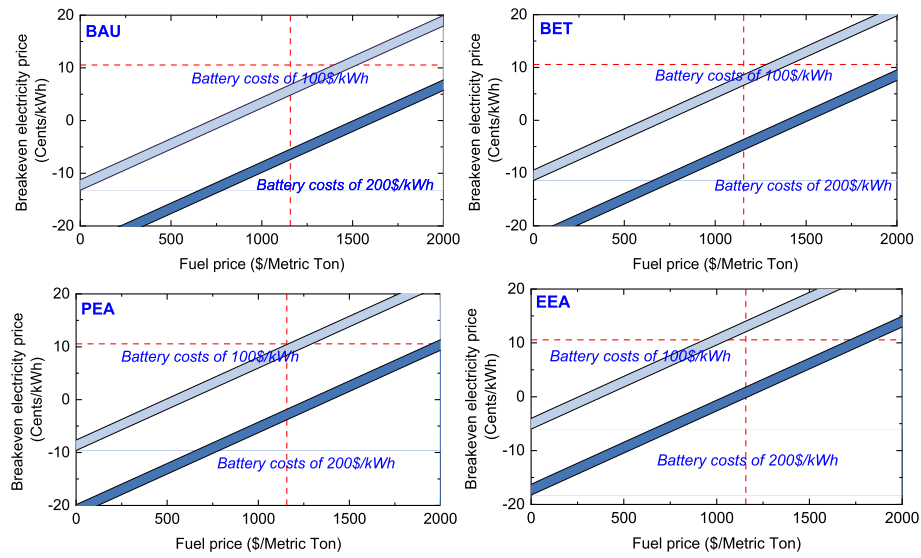 BAU
20
10
0
-10
-20
Breakeven electricity price
(Cents/kWh)
Battery costs of 100$/kWh
Battery costs of 200$/kWh
0
500
1000
1500
2000
Fuel price ($/Metric Ton)
BET
20
10
0
-10
-20
Breakeven electricity price
(Cents/kWh)
Battery costs of 100$/kWh
Battery costs of 200$/kWh
0
500
1000
1500
2000
Fuel price ($/Metric Ton)
PEA
20
10
0
-10
-20
Breakeven electricity price
(Cents/kWh)
Battery costs of 100$/kWh
Battery costs of 200$/kWh
0
500
1000
1500
2000
Fuel price ($/Metric Ton)
EEA
20
10
0
-10
-20
Breakeven electricity price
(Cents/kWh)
Battery costs of 100$/kWh
Battery costs of 200$/kWh
0
500
1000
1500
2000
Fuel price ($/Metric Ton)